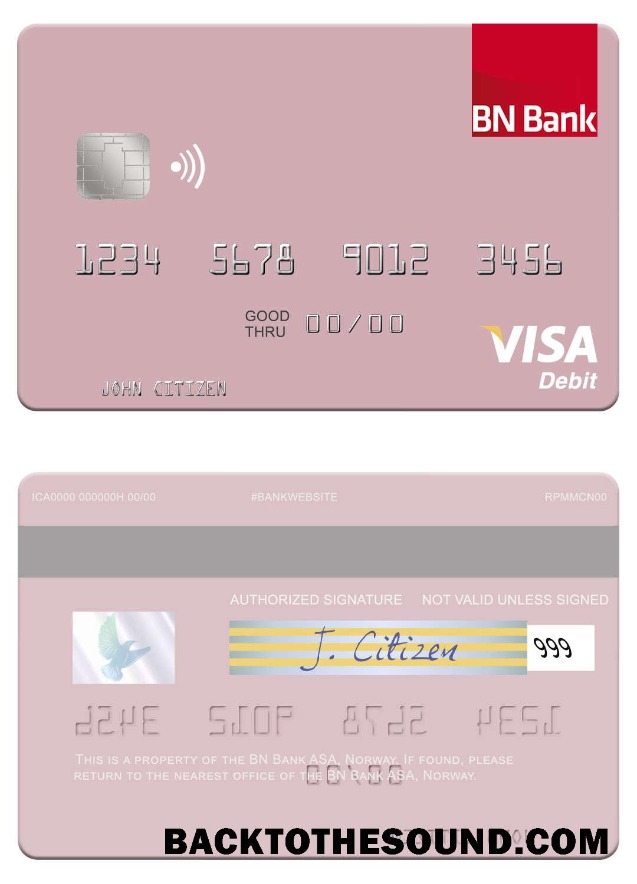 BN Bank
1234 5678 9012 3456
GOOD THRU 00/00
VISA
Debit
JOHN CITIZEN
ICA0000 000000H 00/00 #BANKWEBSITE RPMMCN00
AUTHORIZED SIGNATURE NOT VALID UNLESS SIGNED
J. Citizen 999
THIS IS A PROPERTY OF THE BN BANK ASA, NORWAY. IF FOUND, PLEASE
RETURN TO THE NEAREST OFFICE OF THE BN BANK ASA, NORWAY.
BACKTOTHESOUND.COM